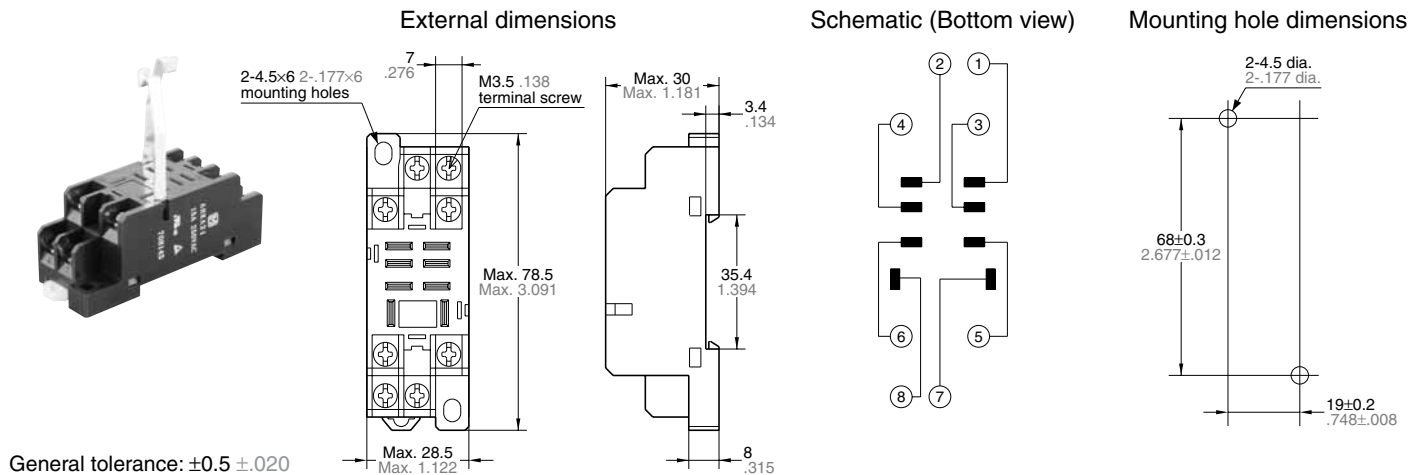 External dimensions
Schematic (Bottom view)
Mounting hole dimensions
7
.276
2-4.5×6 2-.177×6
mounting holes
M3.5 .138
terminal screw
Max. 30
Max. 1.181
3.4
.134
Max. 78.5
Max. 3.091
35.4
1.394
Max. 28.5
Max. 1.122
8
.315
2
1
4
3
6
5
8
7
2-4.5 dia.
2-.177 dia.
68±0.3
2.677±.012
19±0.2
.748±.008
General tolerance: ±0.5 ±.020